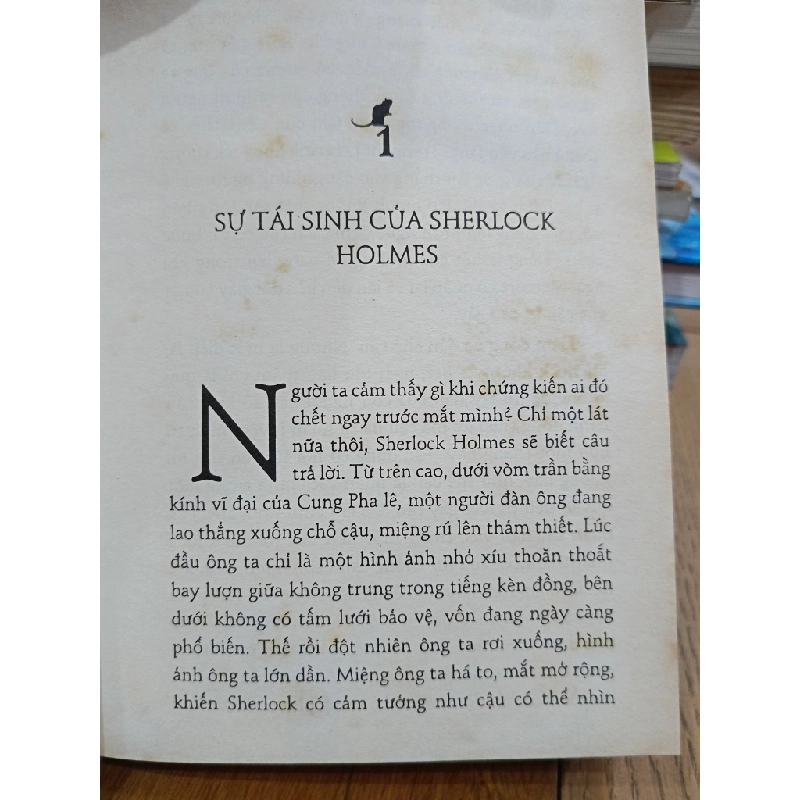 1
SỰ TÁI SINH CỦA SHERLOCK
HOLMES
Người ta cảm thấy gì khi chứng kiến ai đó
chết ngay trước mắt mình? Chỉ một lát
nữa thôi, Sherlock Holmes sẽ biết câu
trả lời. Từ trên cao, dưới vòm trần bằng
kính vĩ đại của Cung Pha lê, một người đàn ông đang
lao thẳng xuống chỗ cậu, miệng rú lên thảm thiết. Lúc
đầu ông ta chỉ là một hình ảnh nhỏ xíu thoăn thoắt
bay lượn giữa không trung trong tiếng kèn đồng, bên
dưới không có tấm lưới bảo vệ, vốn đang ngày càng
phổ biến. Thế rồi đột nhiên ông ta rơi xuống, hình
ảnh ông ta lớn dần. Miệng ông ta há to, mắt mở rộng,
khiến Sherlock có cảm tưởng như cậu có thể nhìn